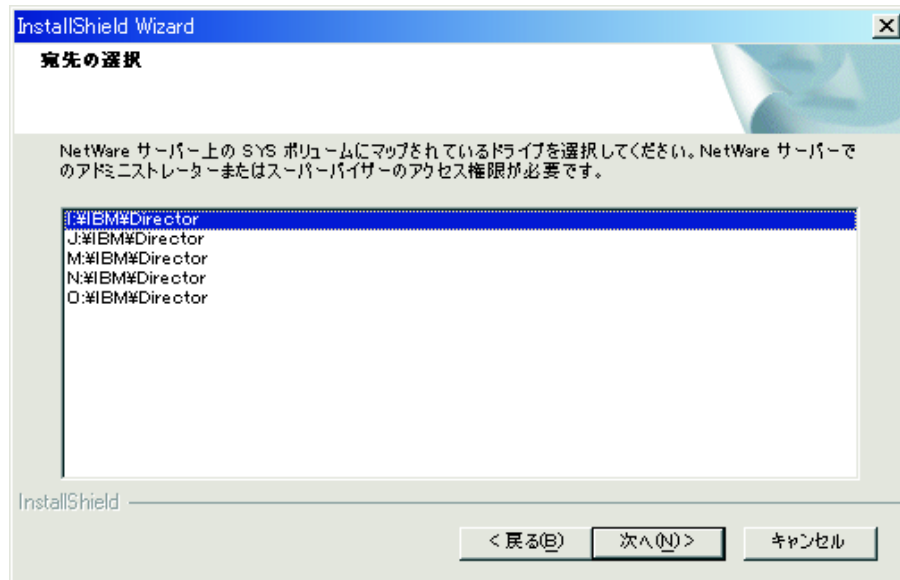 InstallShield Wizard
宛先の選択
NetWare サーバー上の SYS ボリュームにマップされているドライブを選択してください。NetWare サーバーで
のアドミニストレーターまたはスーパーバイザーのアクセス権限が必要です。
I:¥IBM¥Director
J:¥IBM¥Director
M:¥IBM¥Director
N:¥IBM¥Director
O:¥IBM¥Director
InstallShield
< 戻る(B)
次へ(N) >
キャンセル